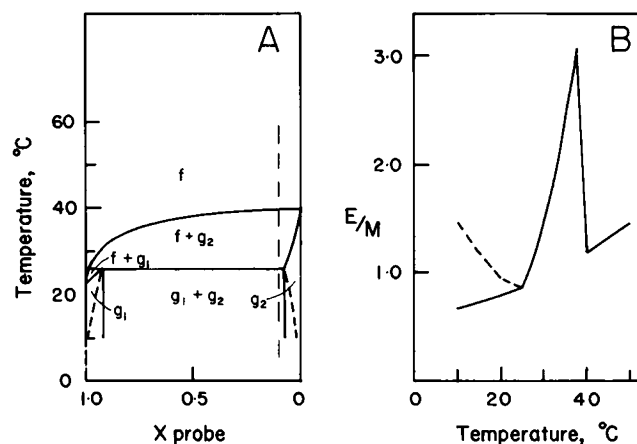 A
Temperature, °C
60
40
20
0
f
f + g₂
f + g₁
g₁
g₁ + g₂
g₂
1.0
0.5
0
X probe
B
3.0
2.0
1.0
E/M
20
40
Temperature, °C